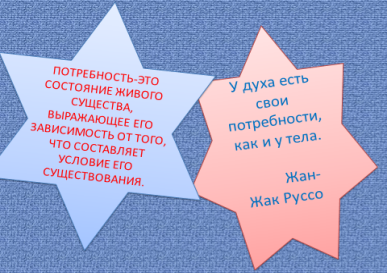 ПОТРЕБНОСТЬ-ЭТО
СОСТОЯНИЕ ЖИВОГО
СУЩЕСТВА,
ВЫРАЖАЮЩЕЕ ЕГО
ЗАВИСИМОСТЬ ОТ ТОГО,
ЧТО СОСТАВЛЯЕТ
УСЛОВИЕ ЕГО
СУЩЕСТВОВАНИЯ.
У духа есть
свои
потребности,
как и у тела.
Жан-
Жак Руссо